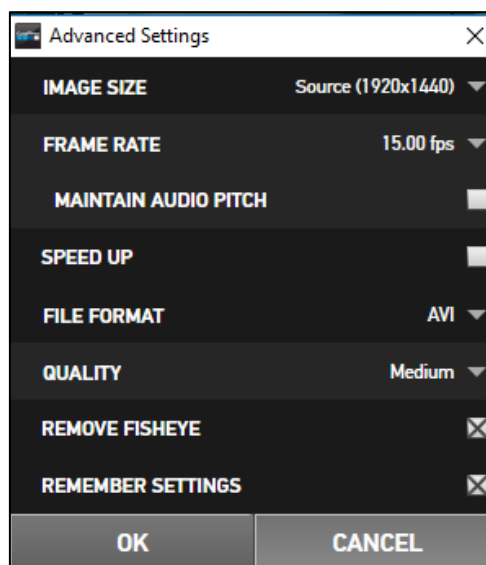 Advanced Settings
IMAGE SIZE Source (1920x1440)
FRAME RATE 15.00 fps
MAINTAIN AUDIO PITCH
SPEED UP
FILE FORMAT AVI
QUALITY Medium
REMOVE FISHEYE
REMEMBER SETTINGS
OK CANCEL